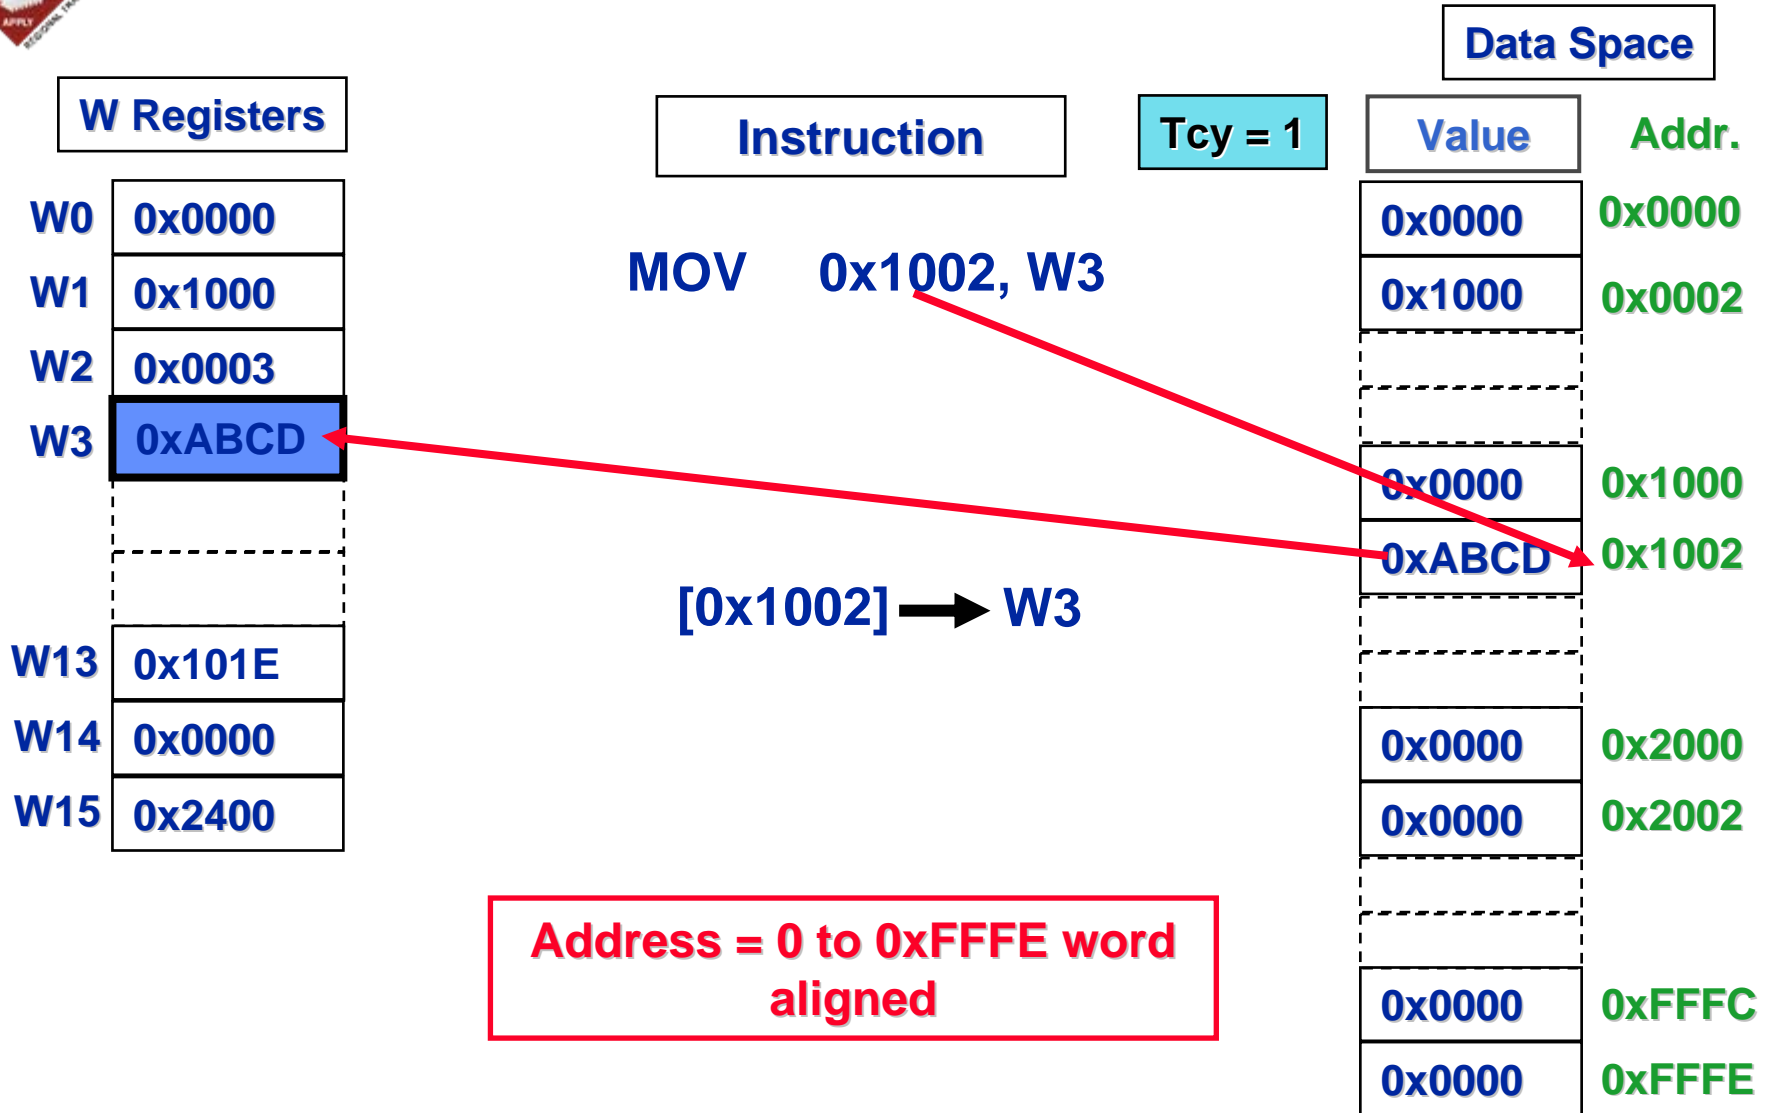 APPLY
Data Space
W Registers
Instruction
Tcy = 1
Value
Addr.
W0 0x0000
W1 0x1000
W2 0x0003
W3 0xABCD
W13 0x101E
W14 0x0000
W15 0x2400
MOV 0x1002, W3
[0x1002] W3
Address = 0 to 0xFFFE word
aligned
0x0000 0x0000
0x1000 0x0002
0x0000 0x1000
0xABCD 0x1002
0x0000 0x2000
0x0000 0x2002
0x0000 0xFFFC
0x0000 0xFFFE